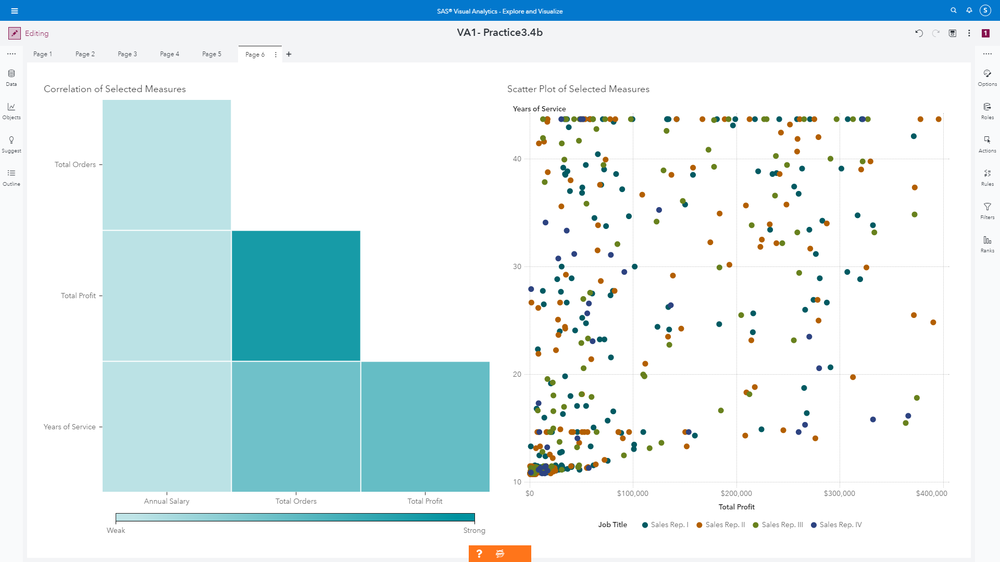 SAS® Visual Analytics - Explore and Visualize
S
Editing
VA1- Practice3.4b
1
Page 1
Page 2
Page 3
Page 4
Page 5
Page 6
Data
Objects
Suggest
Outline
Options
Roles
Actions
Rules
Filters
Ranks
Correlation of Selected Measures
Total Orders
Total Profit
Years of Service
Annual Salary
Total Orders
Total Profit
Weak
Strong
Scatter Plot of Selected Measures
Years of Service
40
30
20
10
$0
$100,000
$200,000
$300,000
$400,000
Total Profit
Job Title
Sales Rep. I
Sales Rep. II
Sales Rep. III
Sales Rep. IV
?